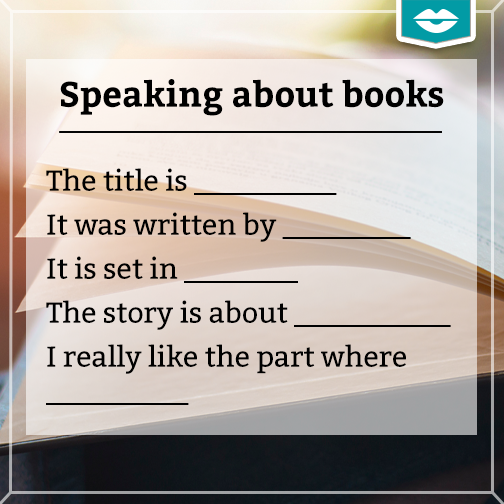 Speaking about books
The title is __________
It was written by _________
It is set in ________
The story is about ___________
I really like the part where
__________